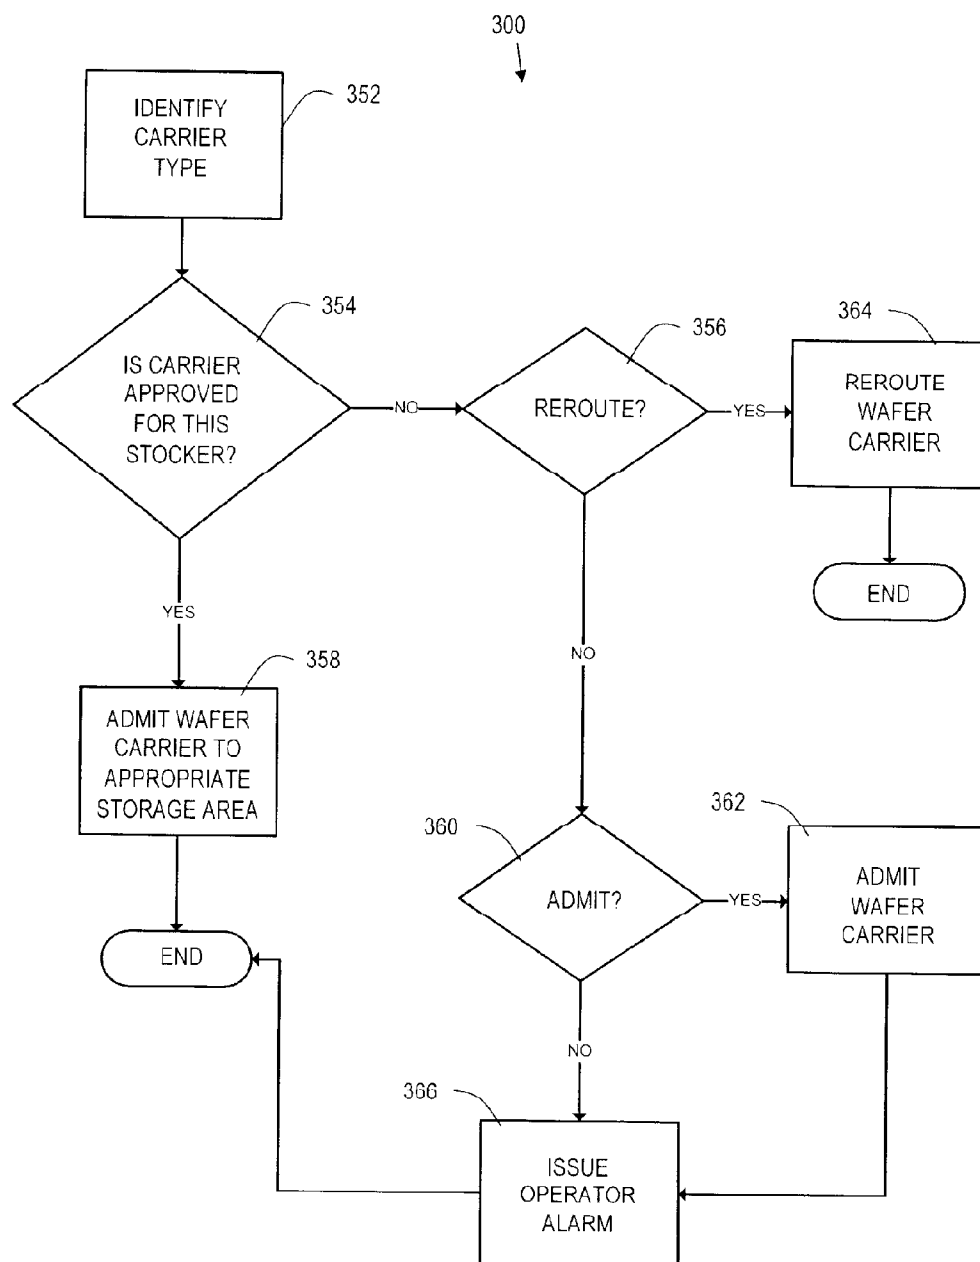 300
IDENTIFY
CARRIER
TYPE
352
IS CARRIER
APPROVED
FOR THIS
STOCKER?
354
NO
REROUTE?
356
YES
REROUTE
WAFER
CARRIER
364
END
YES
NO
ADMIT WAFER
CARRIER TO
APPROPRIATE
STORAGE AREA
358
END
ADMIT?
360
YES
ADMIT
WAFER
CARRIER
362
NO
ISSUE
OPERATOR
ALARM
366